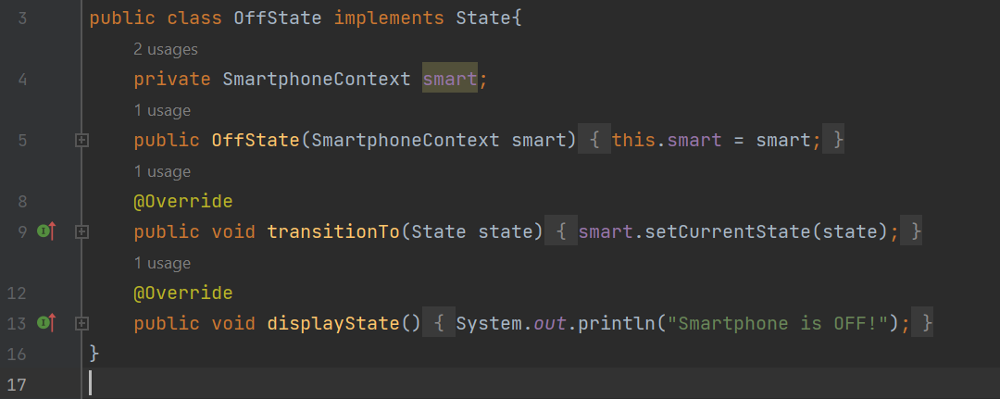 3 public class OffState implements State{
2 usages
4 private SmartphoneContext smart;
1 usage
5 public OffState(SmartphoneContext smart) { this.smart = smart; }
1 usage
8 @Override
9 public void transitionTo(State state) { smart.setCurrentState(state); }
1 usage
12 @Override
13 public void displayState() { System.out.println("Smartphone is OFF!"); }
16 }
17